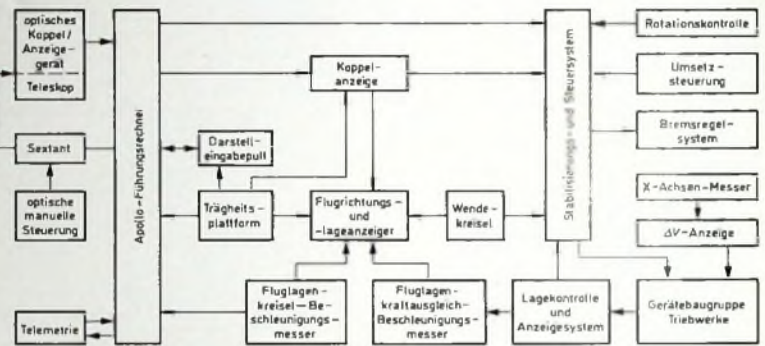 optisches
Koppel/
Anzeige-
gerät
Teleskop
Sextant
optische
manuelle
Steuerung
Telemetrie
Apollo-Führungsrechner
Koppel-
anzeige
Darstell-
eingabepult
Trägheits-
plattform
Flugrichtungs-
und
-lageanzeiger
Wende-
kreisel
Fluglagen-
kreisel-Be-
schleunigungs-
messer
Fluglagen-
kraftausgleich-
Beschleunigungs-
messer
Lagekontrolle
und
Anzeigesystem
Stabilisierungs- und Steuersystem
Rotationskontrolle
Umsetz-
steuerung
Bremsregel-
system
X-Achsen-Messer
ΔV-Anzeige
Gerätebaugruppe
Triebwerke